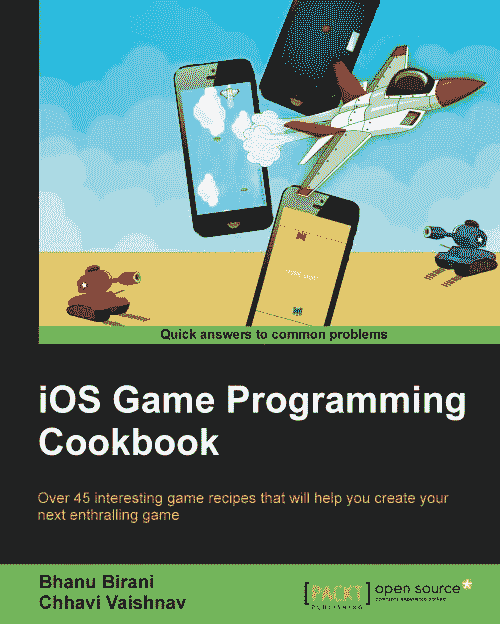 Quick answers to common problems
iOS Game Programming
Cookbook
Over 45 interesting game recipes that will help you create your
next enthralling game
Bhanu Birani
Chhavi Vaishnav
[PACKT] open source*
PUBLISHING